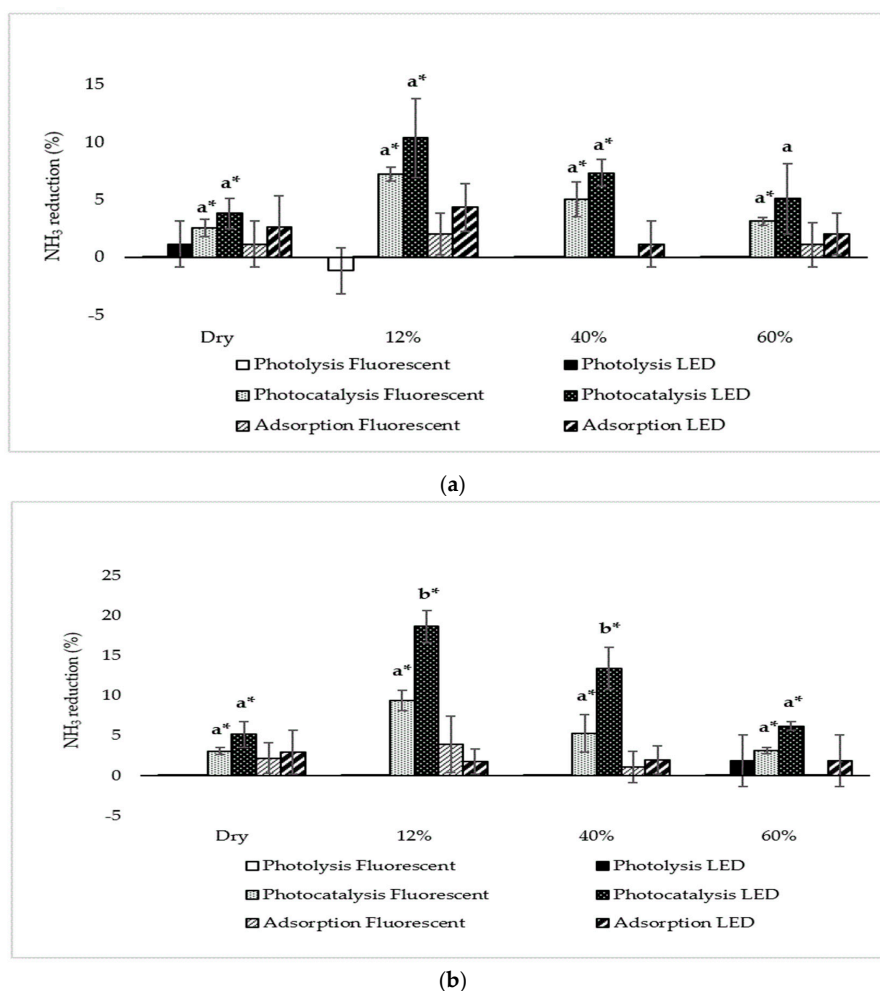 a*
15
a*
a*
10
a*
a
a*
a*
a*
5
0
-5
NH₃ reduction (%)
Dry 12% 40% 60%
Photolysis Fluorescent Photolysis LED
Photocatalysis Fluorescent Photocatalysis LED
Adsorption Fluorescent Adsorption LED
(a)
25
b*
20
b*
15
a*
10
a*
a*
a*
a*
a*
5
0
-5
NH₃ reduction (%)
Dry 12% 40% 60%
Photolysis Fluorescent Photolysis LED
Photocatalysis Fluorescent Photocatalysis LED
Adsorption Fluorescent Adsorption LED
(b)